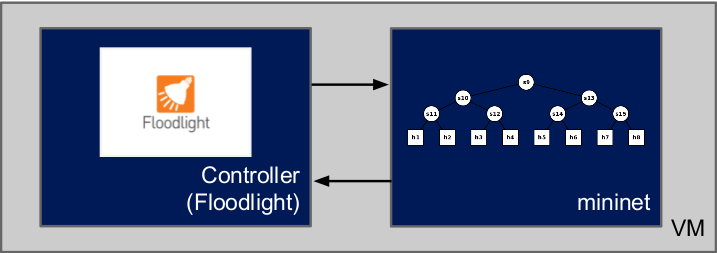 Floodlight
Controller
(Floodlight)
s9
s10
s13
s11
s12
s14
s15
h1
h2
h3
h4
h5
h6
h7
h8
mininet
VM